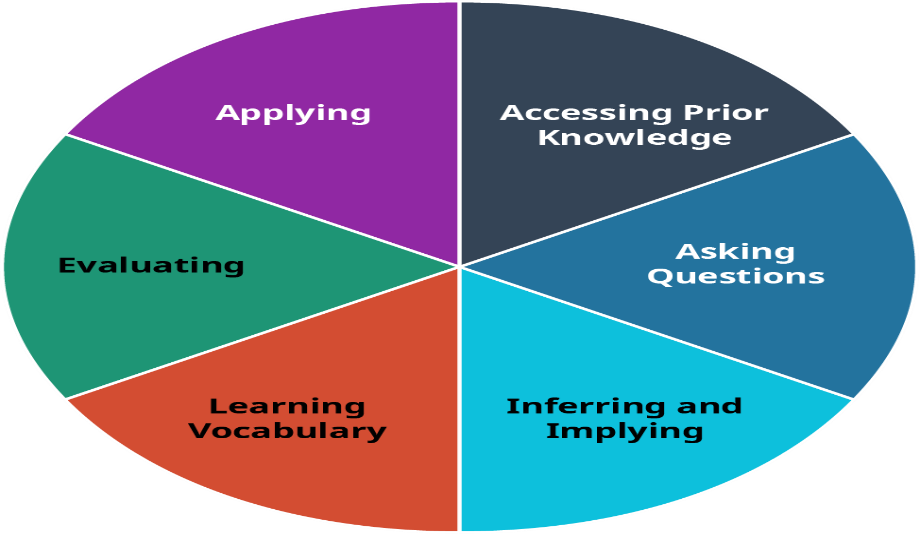 Applying
Accessing Prior
Knowledge
Asking
Questions
Evaluating
Learning
Vocabulary
Inferring and
Implying